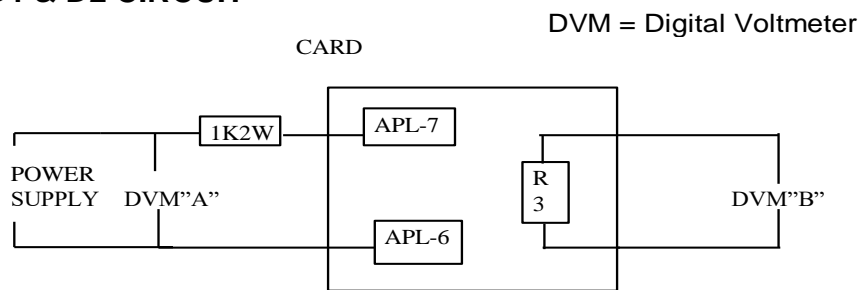 DVM = Digital Voltmeter
CARD
1K2W
APL-7
POWER
SUPPLY
DVM”A”
R
3
DVM”B”
APL-6